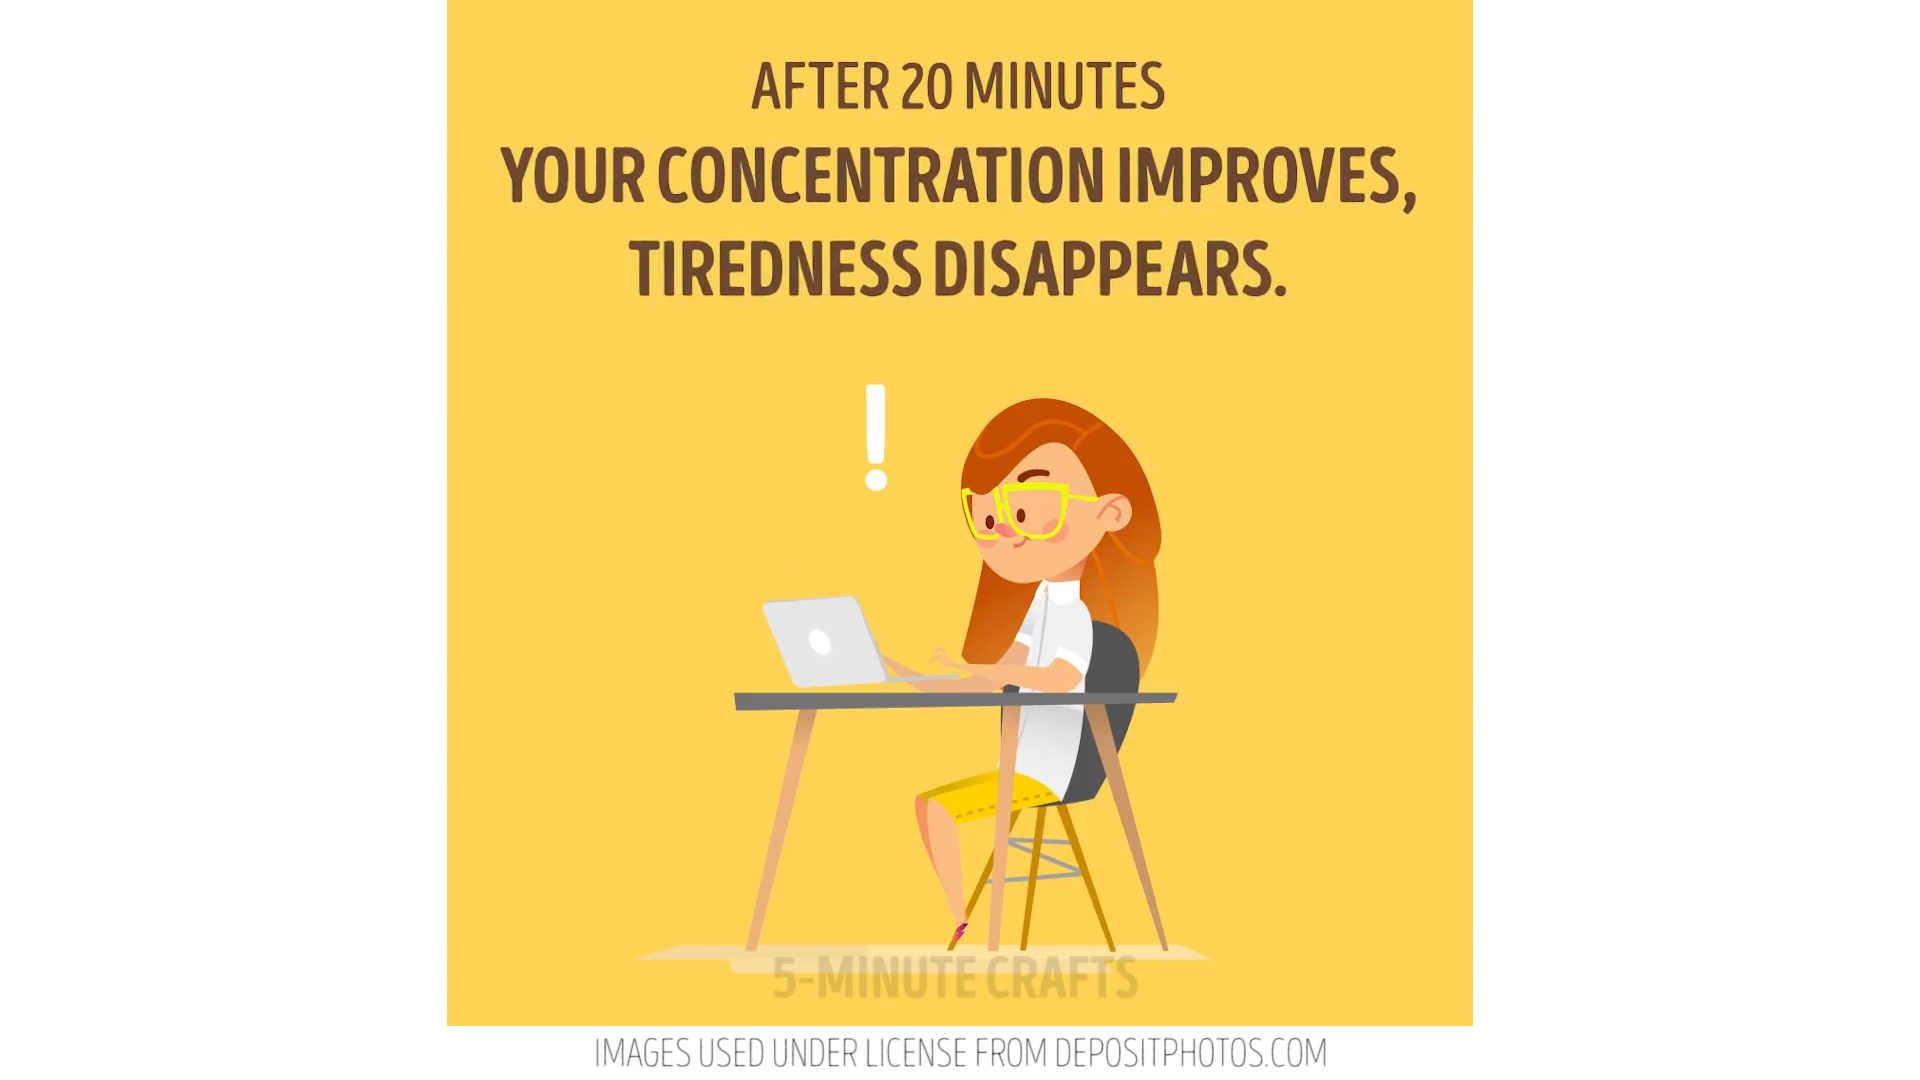 AFTER 20 MINUTES
YOUR CONCENTRATION IMPROVES,
TIREDNESS DISAPPEARS.
!
5-MINUTE CRAFTS
IMAGES USED UNDER LICENSE FROM DEPOSITPHOTOS.COM